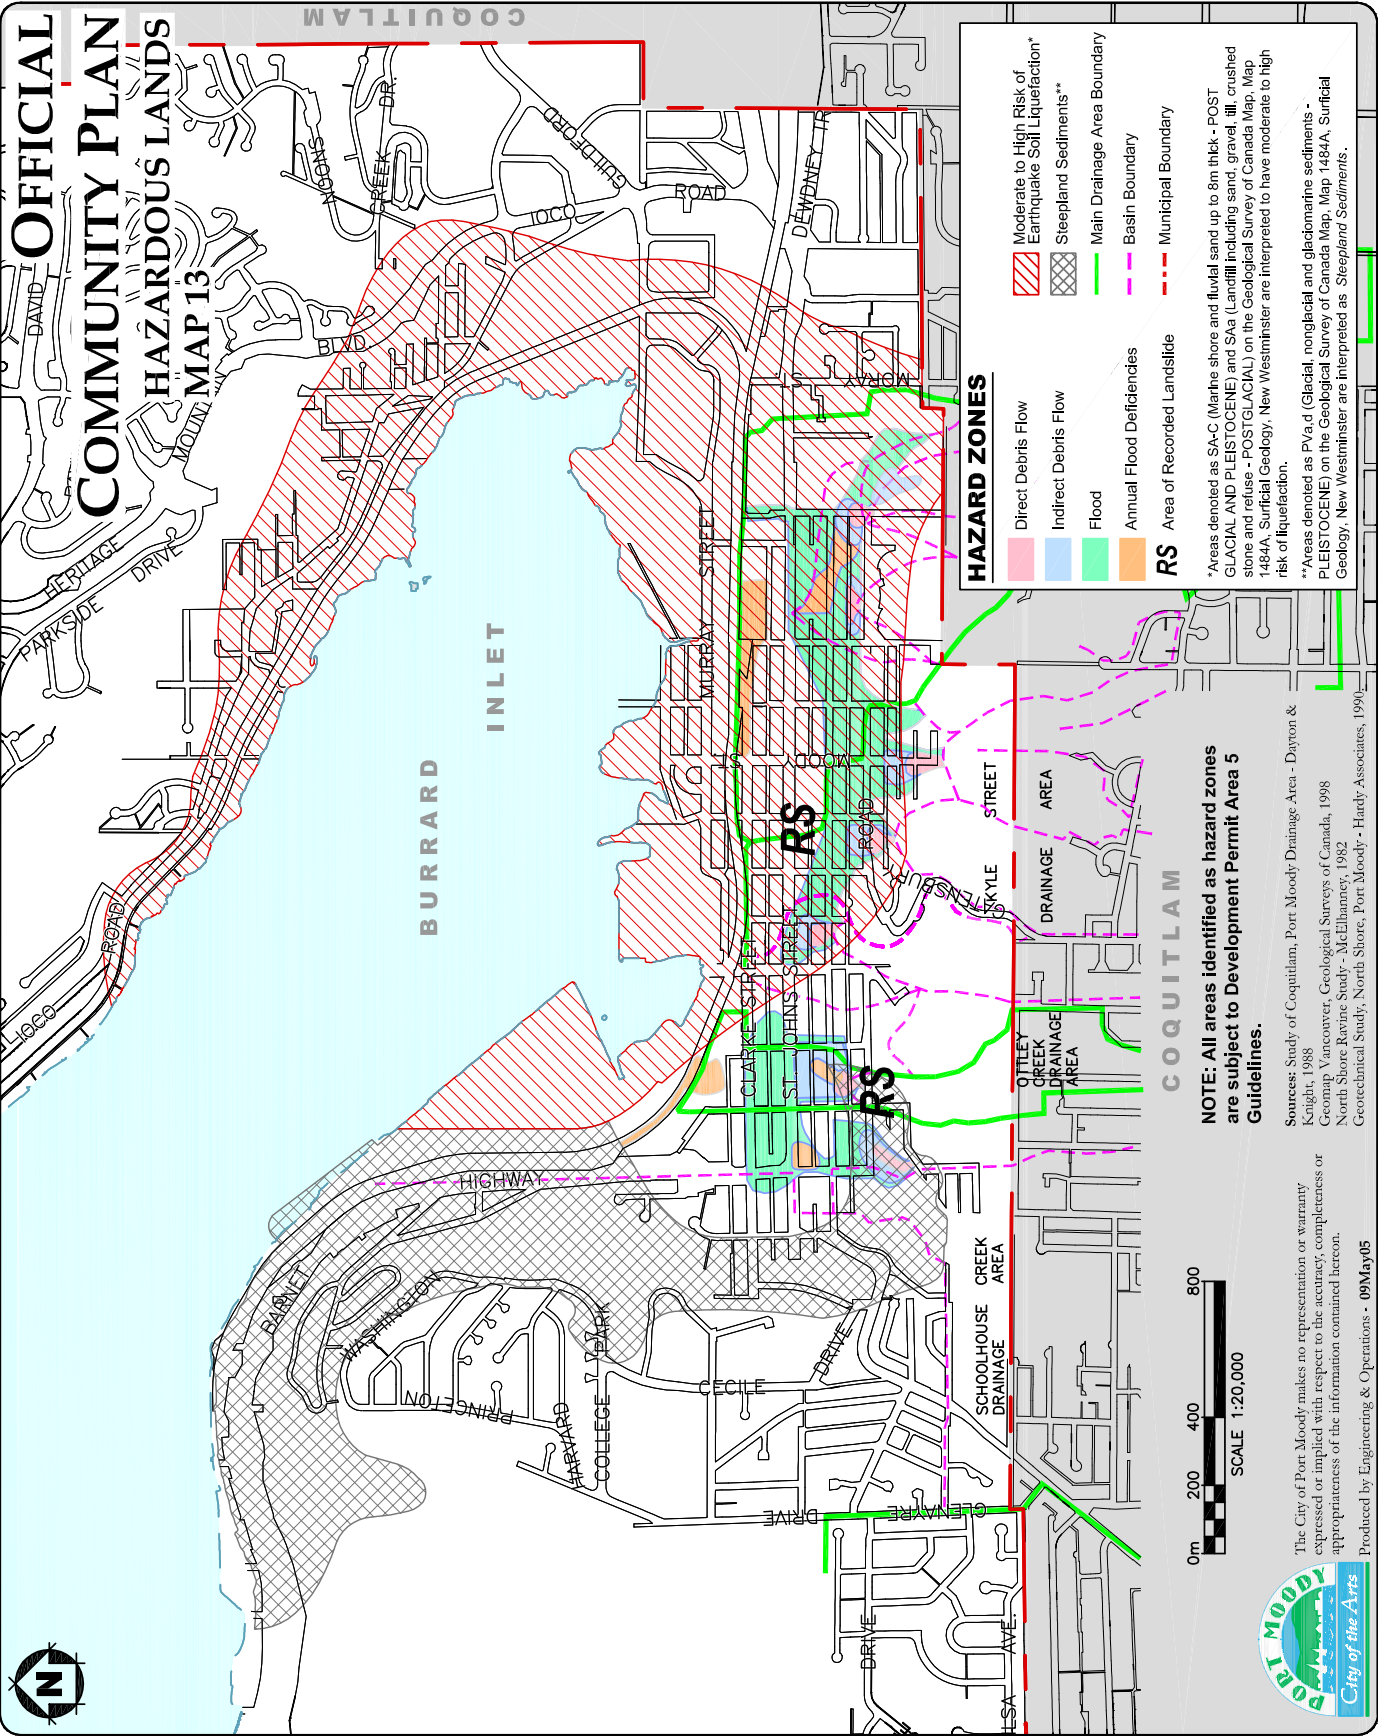 OFFICIAL
COMMUNITY PLAN
HAZARDOUS LANDS
MAP 13
N
COQUITLAM
DAVID
MOUNTAIN
BLVD
HERITAGE
DRIVE
PARKSIDE
NOONS
CREEK
DR.
GUILDFORD
IOCO
ROAD
DEWDNEY TR
IOCO
ROAD
BURRARD
INLET
MURRAY STREET
MOODY ST
MORAY ST
CLARKE STREET
ST. JOHNS STREET
ROAD
GATENSBURY
RS
RS
HIGHWAY
BARNET
WASHINGTON
PRINCETON
HARVARD
COLLEGE PARK
CECILE
DRIVE
GLENAYRE
DRIVE
DRIVE
AVE.
KYLE STREET
DRAINAGE AREA
OTTLEY
CREEK
DRAINAGE
AREA
SCHOOLHOUSE CREEK
DRAINAGE AREA
COQUITLAM
HAZARD ZONES
Direct Debris Flow
Indirect Debris Flow
Flood
Annual Flood Deficiencies
RS Area of Recorded Landslide
Moderate to High Risk of
Earthquake Soil Liquefaction*
Steepland Sediments**
Main Drainage Area Boundary
Basin Boundary
Municipal Boundary
*Areas denoted as SA-C (Marine shore and fluvial sand up to 8m thick - POST
GLACIAL AND PLEISTOCENE) and SAa (Landfill including sand, gravel, till, crushed
stone and refuse - POSTGLACIAL) on the Geological Survey of Canada Map, Map
1484A, Surficial Geology, New Westminster are interpreted to have moderate to high
risk of liquefaction.
**Areas denoted as PVa,d (Glacial, nonglacial and glaciomarine sediments -
PLEISTOCENE) on the Geological Survey of Canada Map, Map 1484A, Surficial
Geology, New Westminster are interpreted as Steepland Sediments.
NOTE: All areas identified as hazard zones
are subject to Development Permit Area 5
Guidelines.
Sources: Study of Coquitlam, Port Moody Drainage Area - Dayton &
Knight, 1988
Geomap Vancouver, Geological Surveys of Canada, 1998
North Shore Ravine Study - McElhanney, 1982
Geotechnical Study, North Shore, Port Moody - Hardy Associates, 1990
0m 200 400 800
SCALE 1:20,000
The City of Port Moody makes no representation or warranty
expressed or implied with respect to the accuracy, completeness or
appropriateness of the information contained hereon.
Produced by Engineering & Operations - 09May05
PORT MOODY
City of the Arts